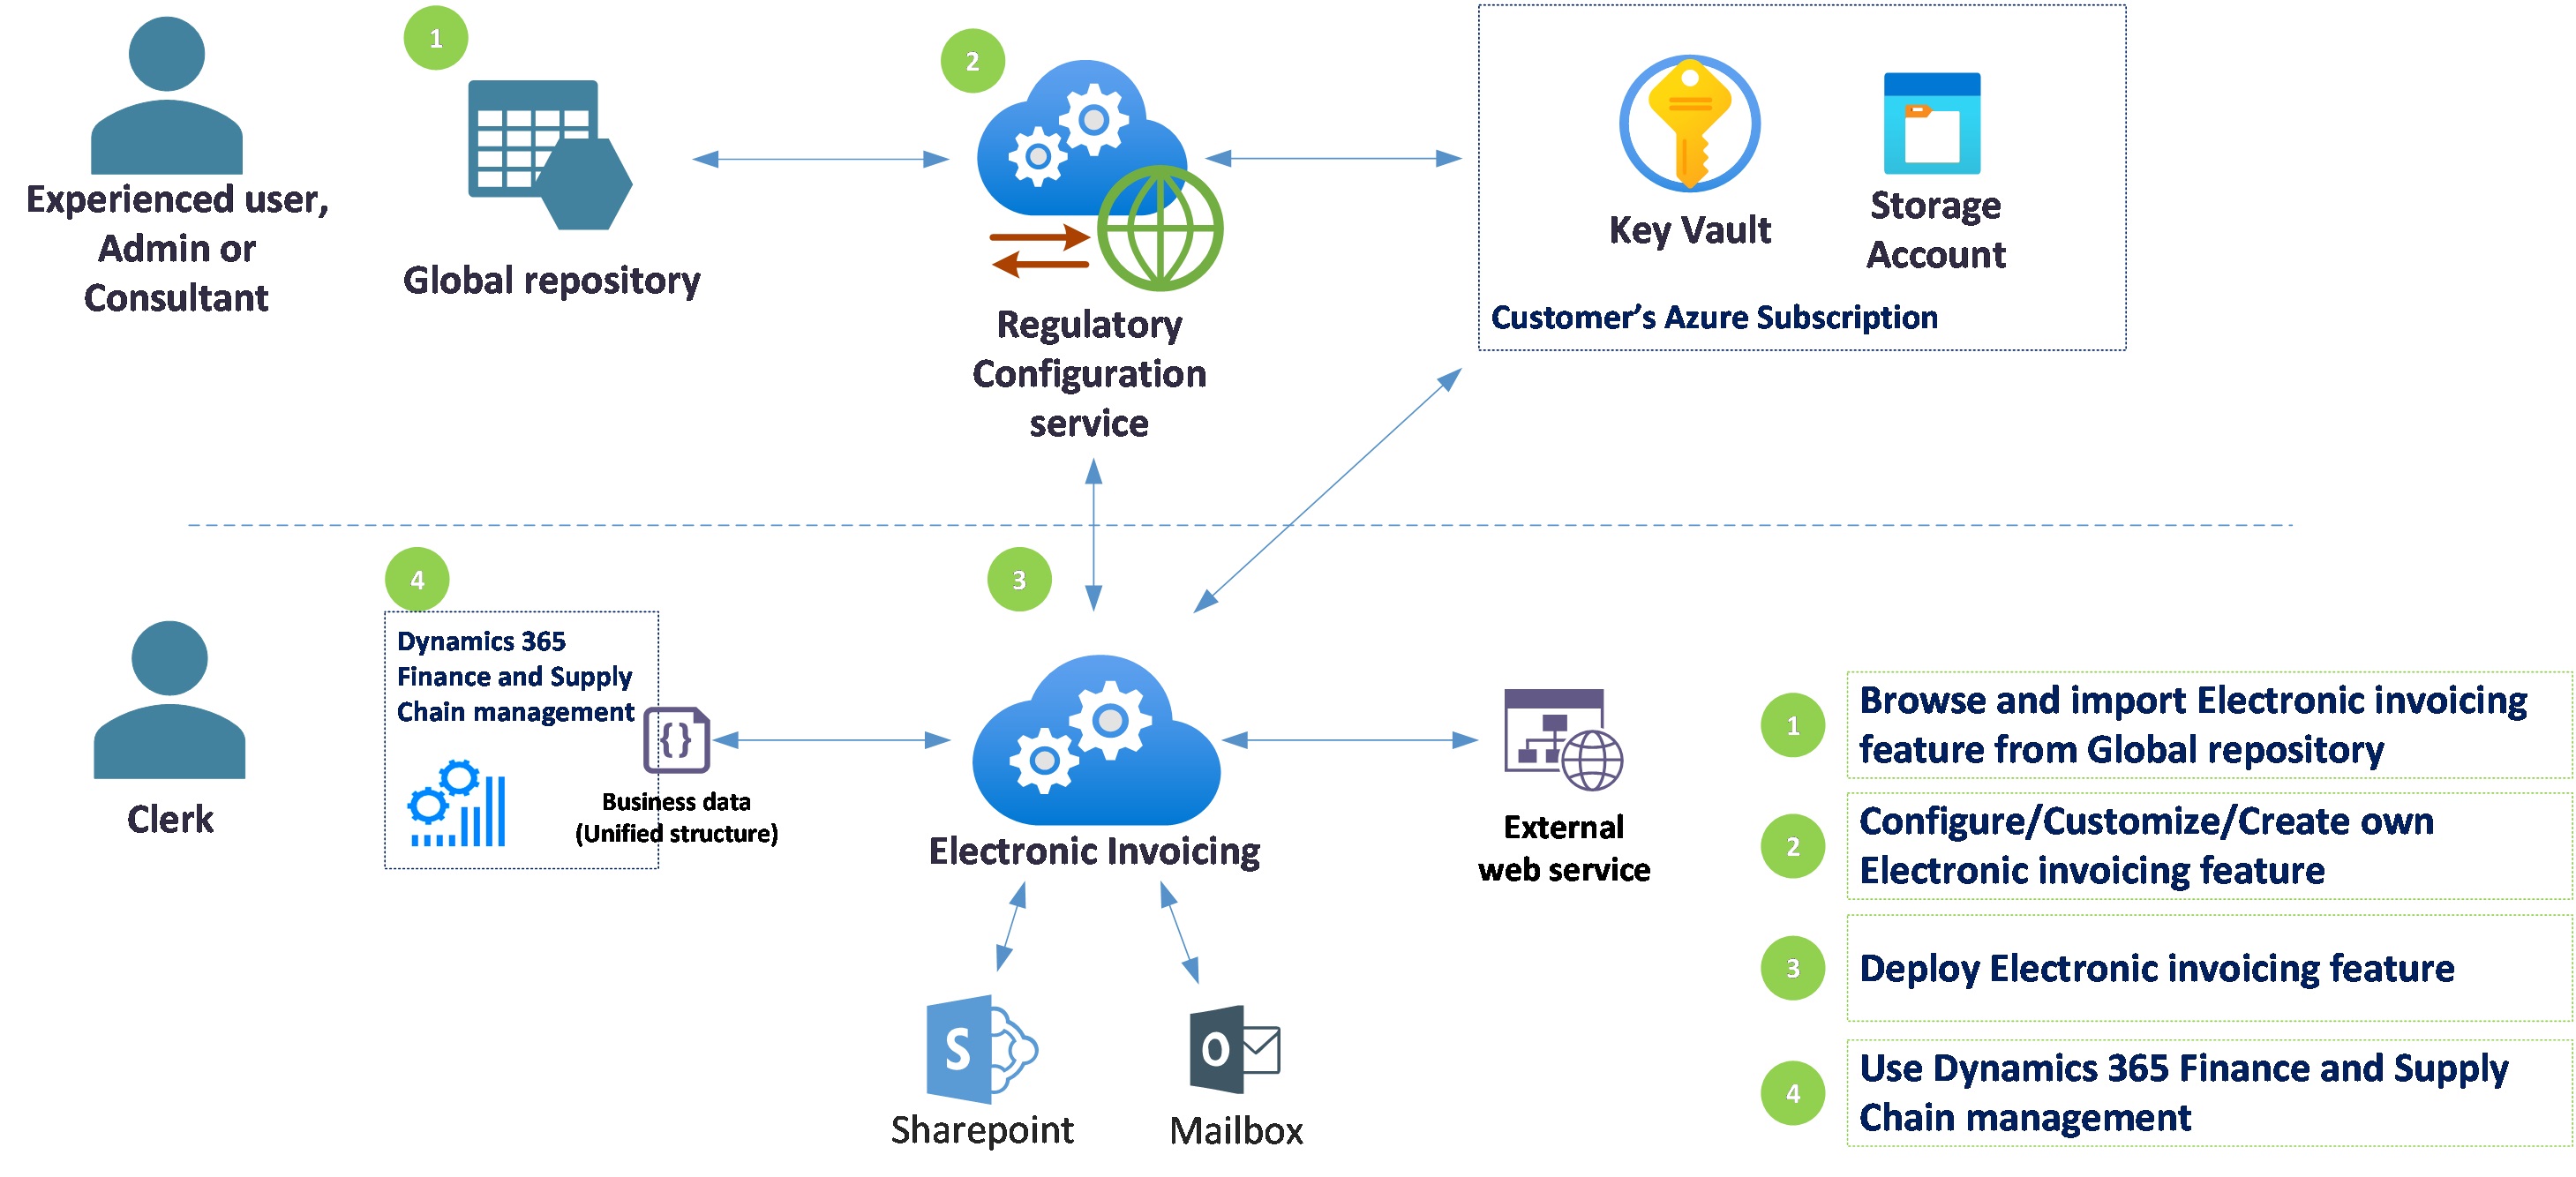 1
2
Experienced user,
Admin or
Consultant
Global repository
Regulatory
Configuration
service
Key Vault
Storage
Account
Customer’s Azure Subscription
4
3
Dynamics 365
Finance and Supply
Chain management
{}
Business data
(Unified structure)
Clerk
Electronic Invoicing
External
web service
S
Sharepoint
O
Mailbox
1
Browse and import Electronic invoicing
feature from Global repository
2
Configure/Customize/Create own
Electronic invoicing feature
3
Deploy Electronic invoicing feature
4
Use Dynamics 365 Finance and Supply
Chain management